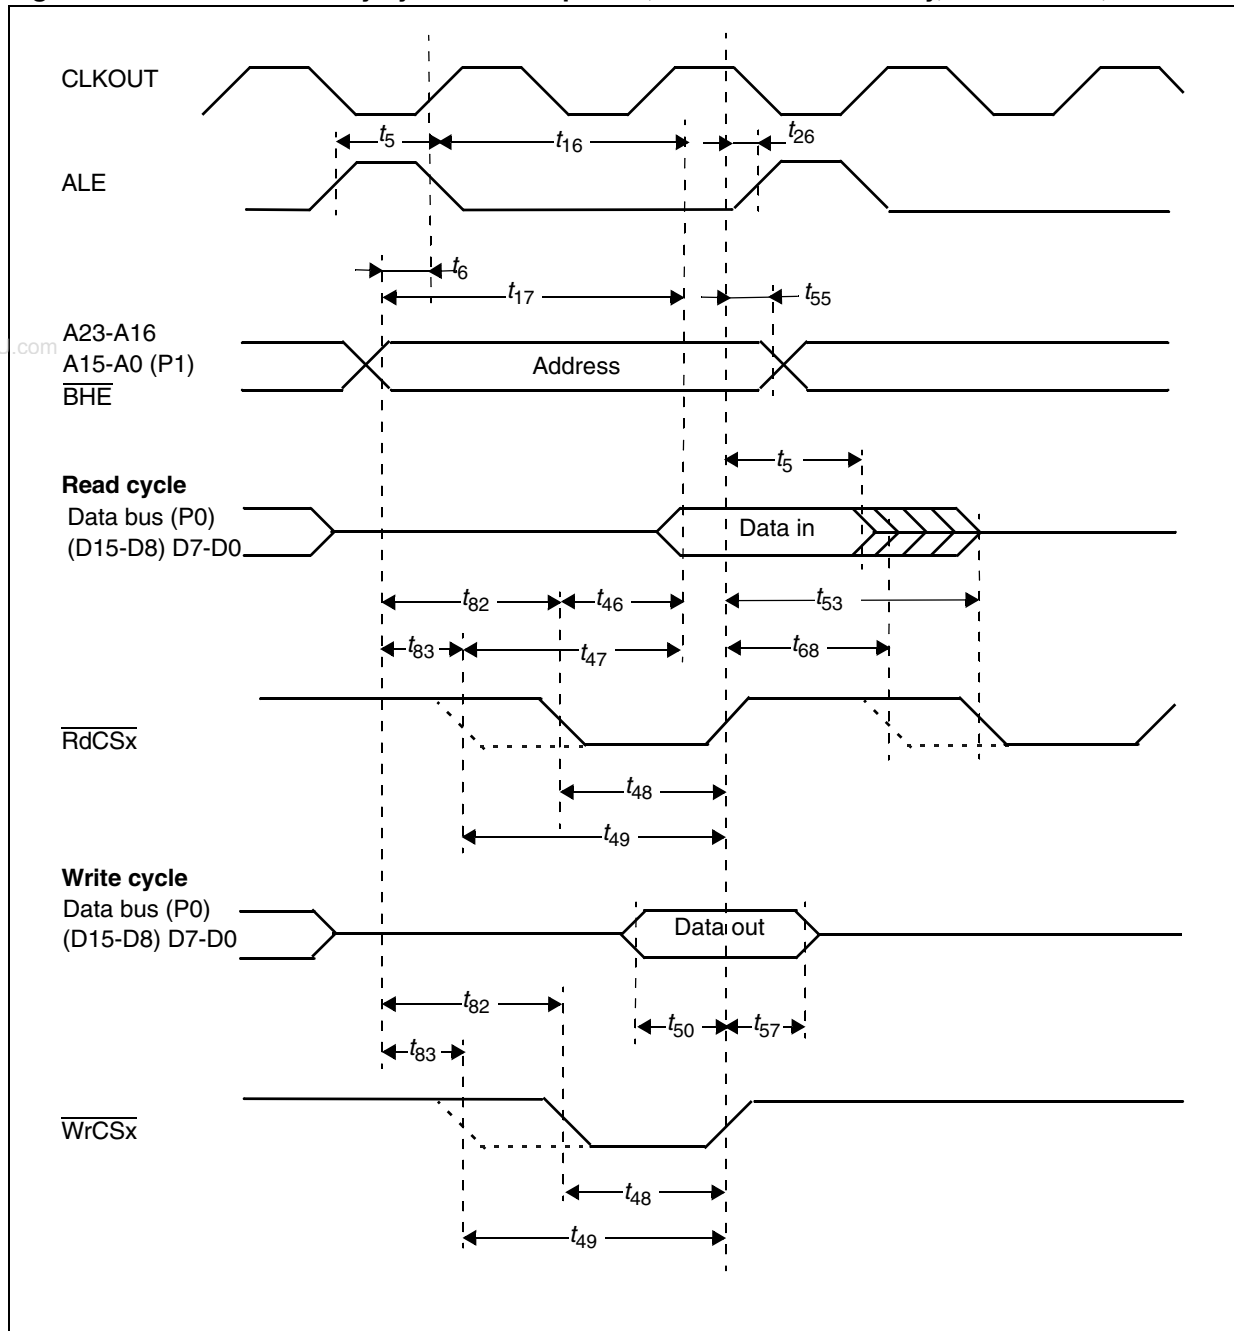 CLKOUT
t5
t16
t26
ALE
t6
t17
t55
A23-A16
A15-A0 (P1)
BHE
Address
t5
Read cycle
Data bus (P0)
(D15-D8) D7-D0
Data in
t82
t46
t53
t83
t47
t68
RdCSx
t48
t49
Write cycle
Data bus (P0)
(D15-D8) D7-D0
Data out
t82
t50
t57
t83
WrCSx
t48
t49